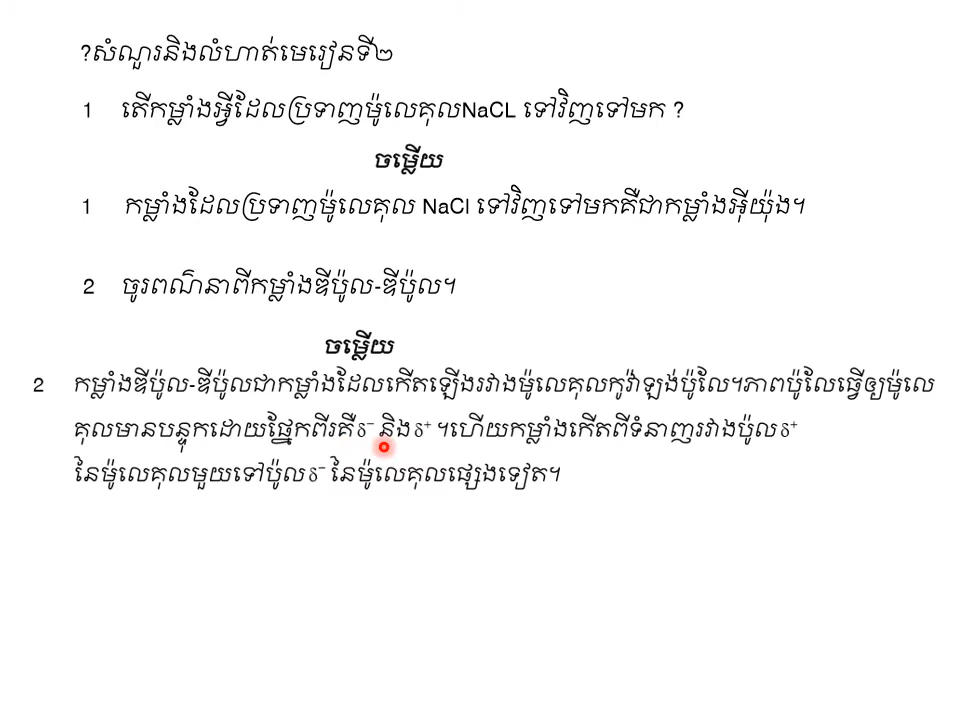 ?សំណួរនិងលំហាត់មេរៀនទី២
1 តើកម្លាំងអ្វីដែលប្រទាញម៉ូលេគុលNaCL ទៅវិញទៅមក ?
ចម្លើយ
1 កម្លាំងដែលប្រទាញម៉ូលេគុល NaCl ទៅវិញទៅមកគឺជាកម្លាំងអ៊ីយ៉ុង។
2 ចូរពណ៌នាពីកម្លាំងឌីប៉ូល-ឌីប៉ូល។
ចម្លើយ
2 កម្លាំងឌីប៉ូល-ឌីប៉ូលជាកម្លាំងដែលកើតឡើងរវាងម៉ូលេគុលកូវ៉ាឡង់ប៉ូលែ។ភាពប៉ូលែធ្វើឲ្យម៉ូលេ
គុលមានបន្ទុកដោយផ្នែកពីរគឺ δ⁻ និង δ⁺ ។ហើយកម្លាំងកើតពីទំនាញរវាងប៉ូល δ⁺
នៃម៉ូលេគុលមួយទៅប៉ូល δ⁻ នៃម៉ូលេគុលផ្សេងទៀត។